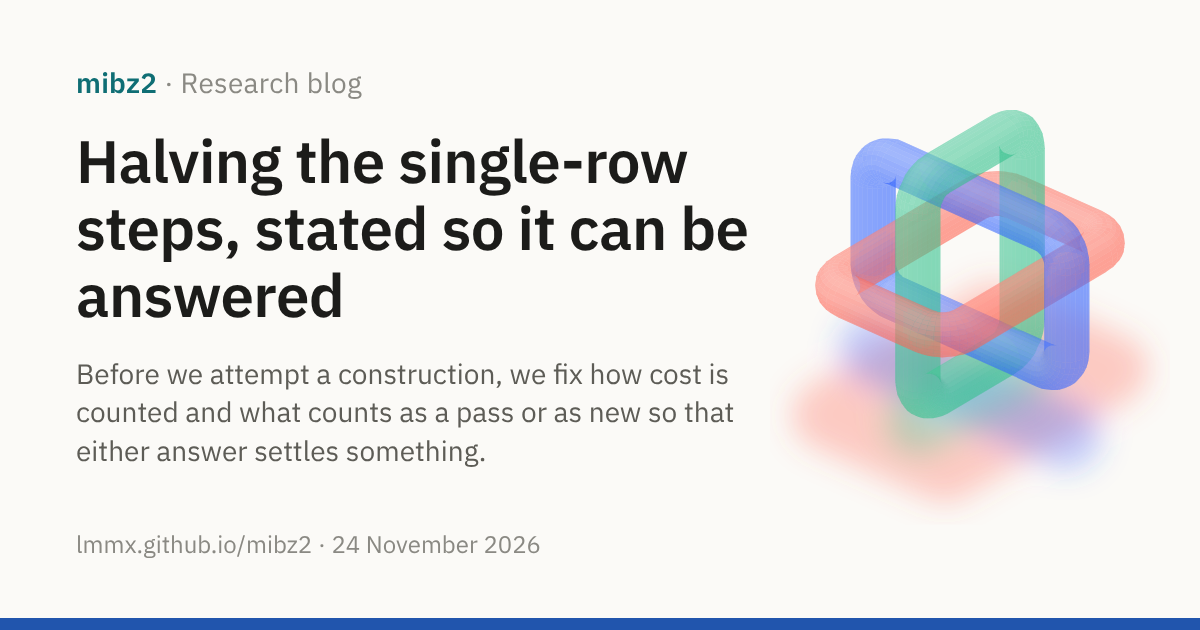 mibz2 · Research blog
Halving the single-row
steps, stated so it can be
answered
Before we attempt a construction, we fix how cost is
counted and what counts as a pass or as new so that
either answer settles something.
lmmx.github.io/mibz2 · 24 November 2026